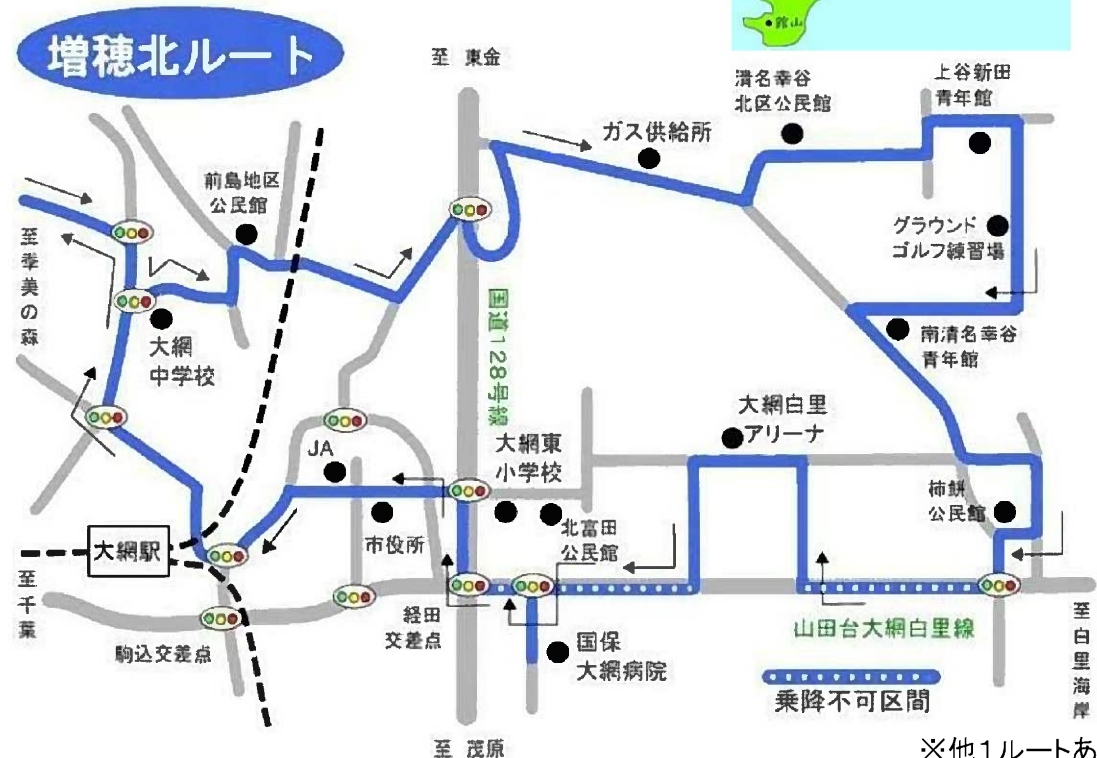 館山
増穂北ルート
至 東金
清名幸谷
北区公民館
上谷新田
青年館
ガス供給所
前島地区
公民館
至季美の森
グラウンド
ゴルフ練習場
国道128号線
大網
中学校
南清名幸谷
青年館
大網白里
アリーナ
JA
大網東
小学校
柿餅
公民館
北富田
公民館
市役所
大網駅
至千葉
経田
交差点
駒込交差点
国保
大網病院
山田台大網白里線
至白里海岸
乗降不可区間
至 茂原
※他1ルートあ